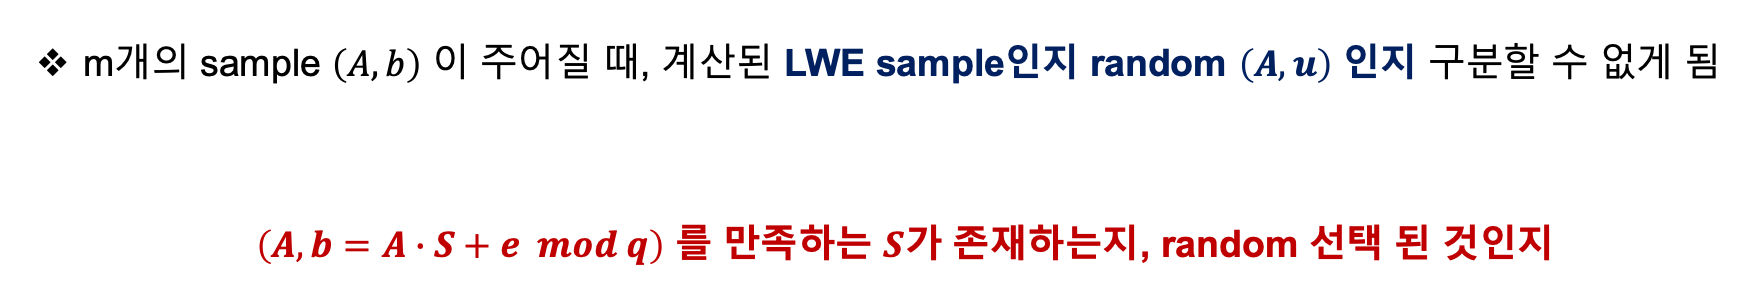 ❖ m개의 sample (A, b) 이 주어질 때, 계산된 LWE sample인지 random (A, u) 인지 구분할 수 없게 됨
(A, b = A · S + e mod q) 를 만족하는 S가 존재하는지, random 선택 된 것인지